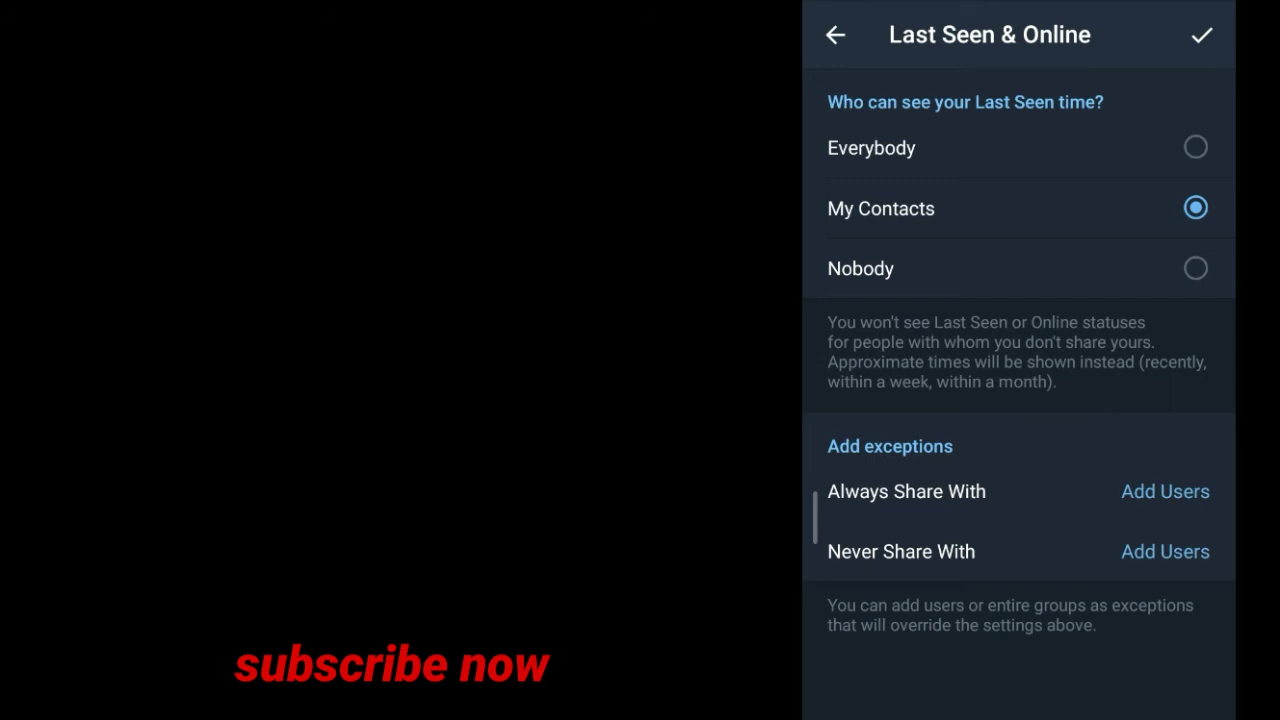 Last Seen & Online
Who can see your Last Seen time?
Everybody
My Contacts
Nobody
You won't see Last Seen or Online statuses
for people with whom you don't share yours.
Approximate times will be shown instead (recently,
within a week, within a month).
Add exceptions
Always Share With Add Users
Never Share With Add Users
You can add users or entire groups as exceptions
that will override the settings above.
subscribe now